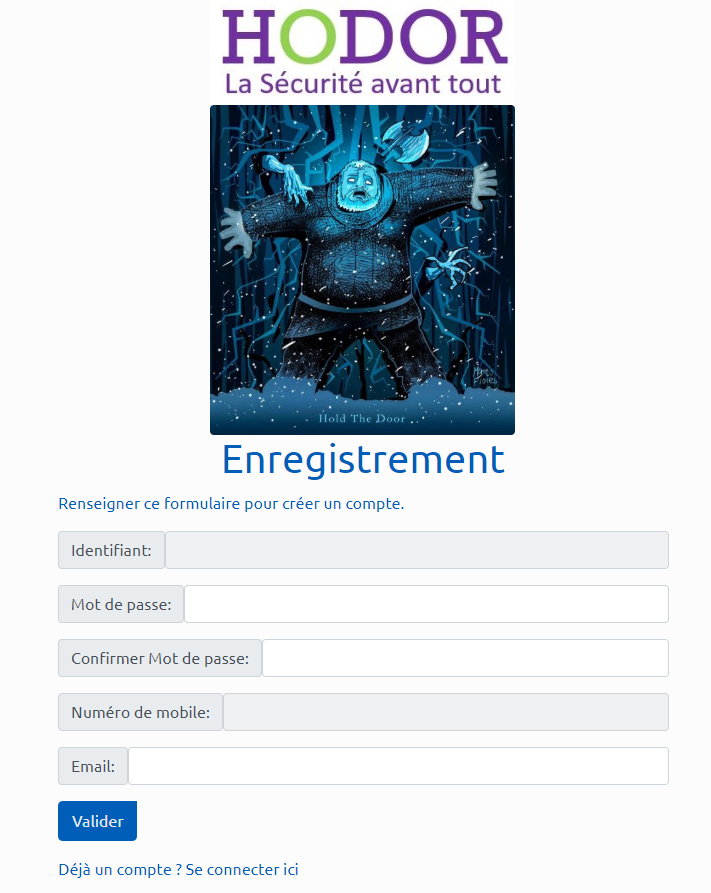 HODOR
La Sécurité avant tout
Hold The Door
Enregistrement
Renseigner ce formulaire pour créer un compte.
Identifiant:
Mot de passe:
Confirmer Mot de passe:
Numéro de mobile:
Email:
Valider
Déjà un compte ? Se connecter ici